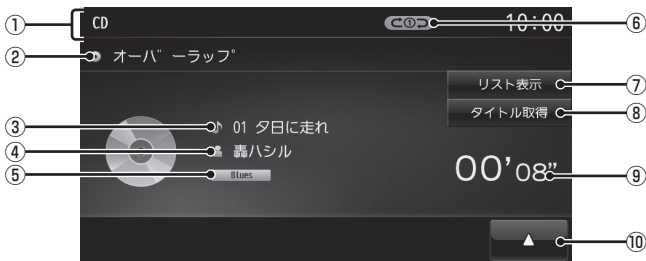 ① CD ① 10:00 ⑥
② オーバーラップ
リスト表示 ⑦
タイトル取得 ⑧
③ 01 夕日に走れ
④ 轟ハシル
⑤ Blues
00'08" ⑨
⑩